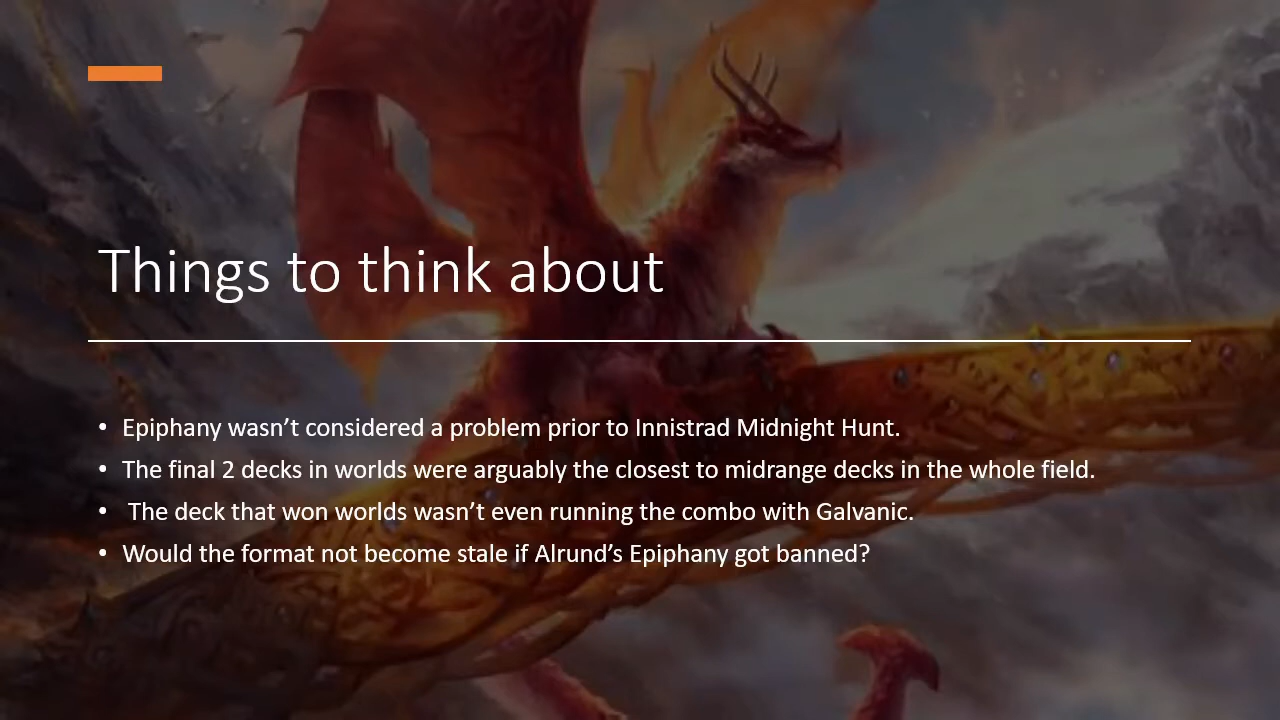 Things to think about
• Epiphany wasn’t considered a problem prior to Innistrad Midnight Hunt.
• The final 2 decks in worlds were arguably the closest to midrange decks in the whole field.
• The deck that won worlds wasn’t even running the combo with Galvanic.
• Would the format not become stale if Alrund’s Epiphany got banned?